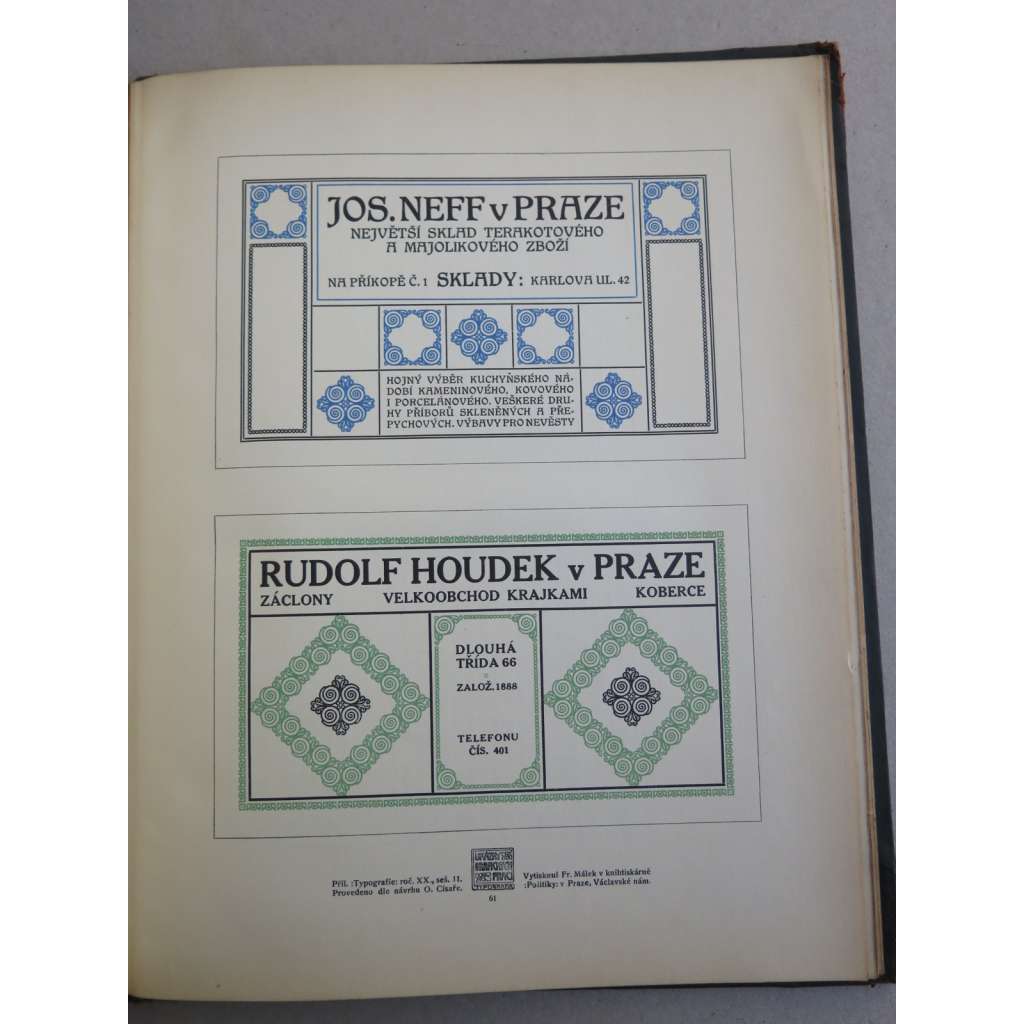 JOS. NEFF v PRAZE
NEJVĚTŠÍ SKLAD TERAKOTOVÉHO
A MAJOLIKOVÉHO ZBOŽÍ
NA PŘÍKOPĚ Č. 1 SKLADY: KARLOVA UL. 42
HOJNÝ VÝBĚR KUCHYŇSKÉHO NÁ-
DOBÍ KAMENINOVÉHO, KOVOVÉHO
I PORCELÁNOVÉHO. VEŠKERÉ DRU-
HY PŘÍBORŮ SKLENĚNÝCH A PŘE-
PYCHOVÝCH. VÝBAVY PRO NEVĚSTY
RUDOLF HOUDEK v PRAZE
ZÁCLONY VELKOOBCHOD KRAJKAMI KOBERCE
DLOUHÁ
TŘÍDA 66
ZALOŽ. 1888
TELEFONU
ČÍS. 401
Příl. :Typografie: roč. XX., seš. 11.
Provedeno dle návrhu O. Císaře.
TYPOGRAFIA
Vytiskoul Fr. Málek v knihtiskárně
:Politiky: v Praze, Václavské nám.
61